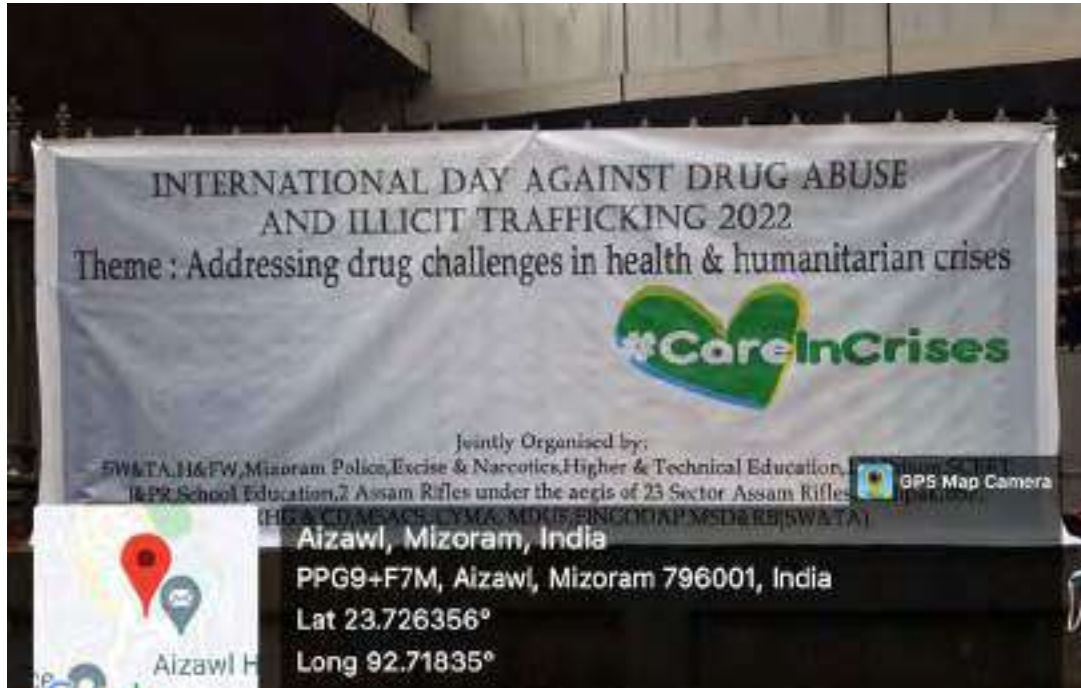 INTERNATIONAL DAY AGAINST DRUG ABUSE
AND ILLICIT TRAFFICKING 2022
Theme : Addressing drug challenges in health & humanitarian crises
#CareInCrises
Jointly Organised by:
SW&TA,H&FW,Mizoram Police,Excise & Narcotics,Higher & Technical Education,
I&PR,School Education,2 Assam Rifles under the aegis of 23 Sector Assam Rifles
GPS Map Camera
Aizawl, Mizoram, India
PPG9+F7M, Aizawl, Mizoram 796001, India
Lat 23.726356°
Long 92.71835°
Aizawl H